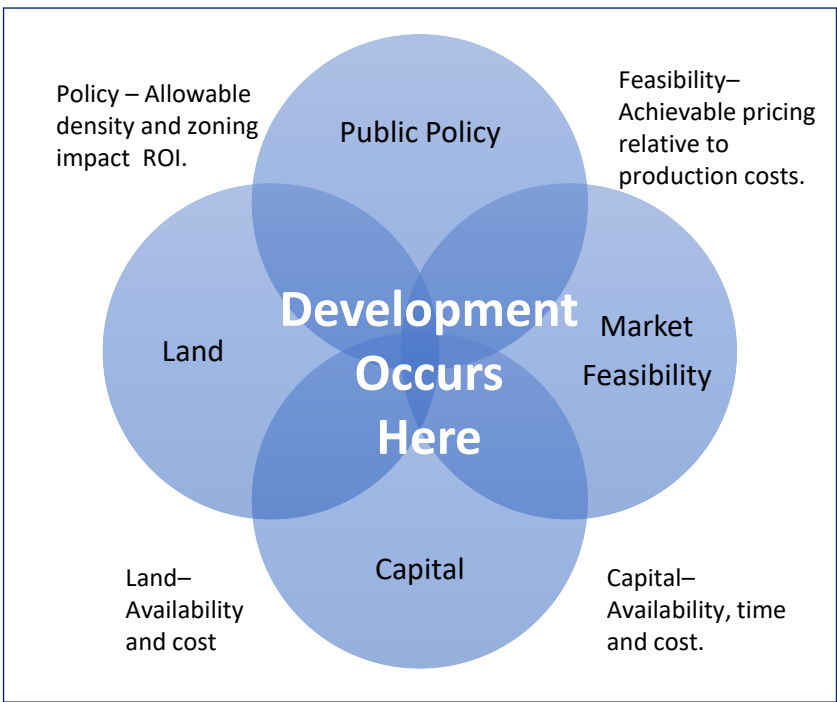 Policy – Allowable
density and zoning
impact  ROI.
Public Policy
Feasibility–
Achievable pricing
relative to
production costs.
Land
Development
Occurs
Here
Market
Feasibility
Capital
Land–
Availability
and cost
Capital–
Availability, time
and cost.